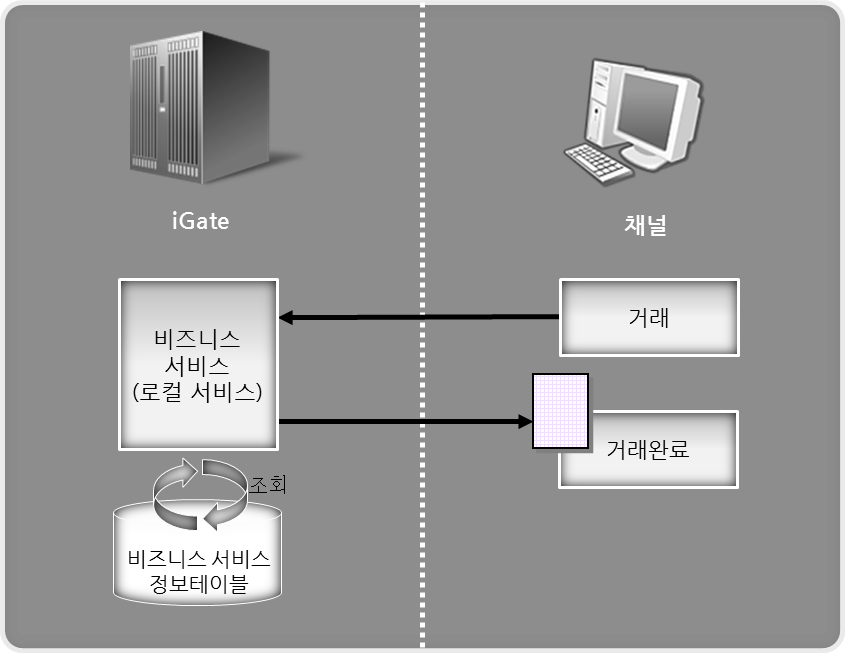 iGate
채널
비즈니스
서비스
(로컬 서비스)
거래
거래완료
조회
비즈니스 서비스
정보테이블